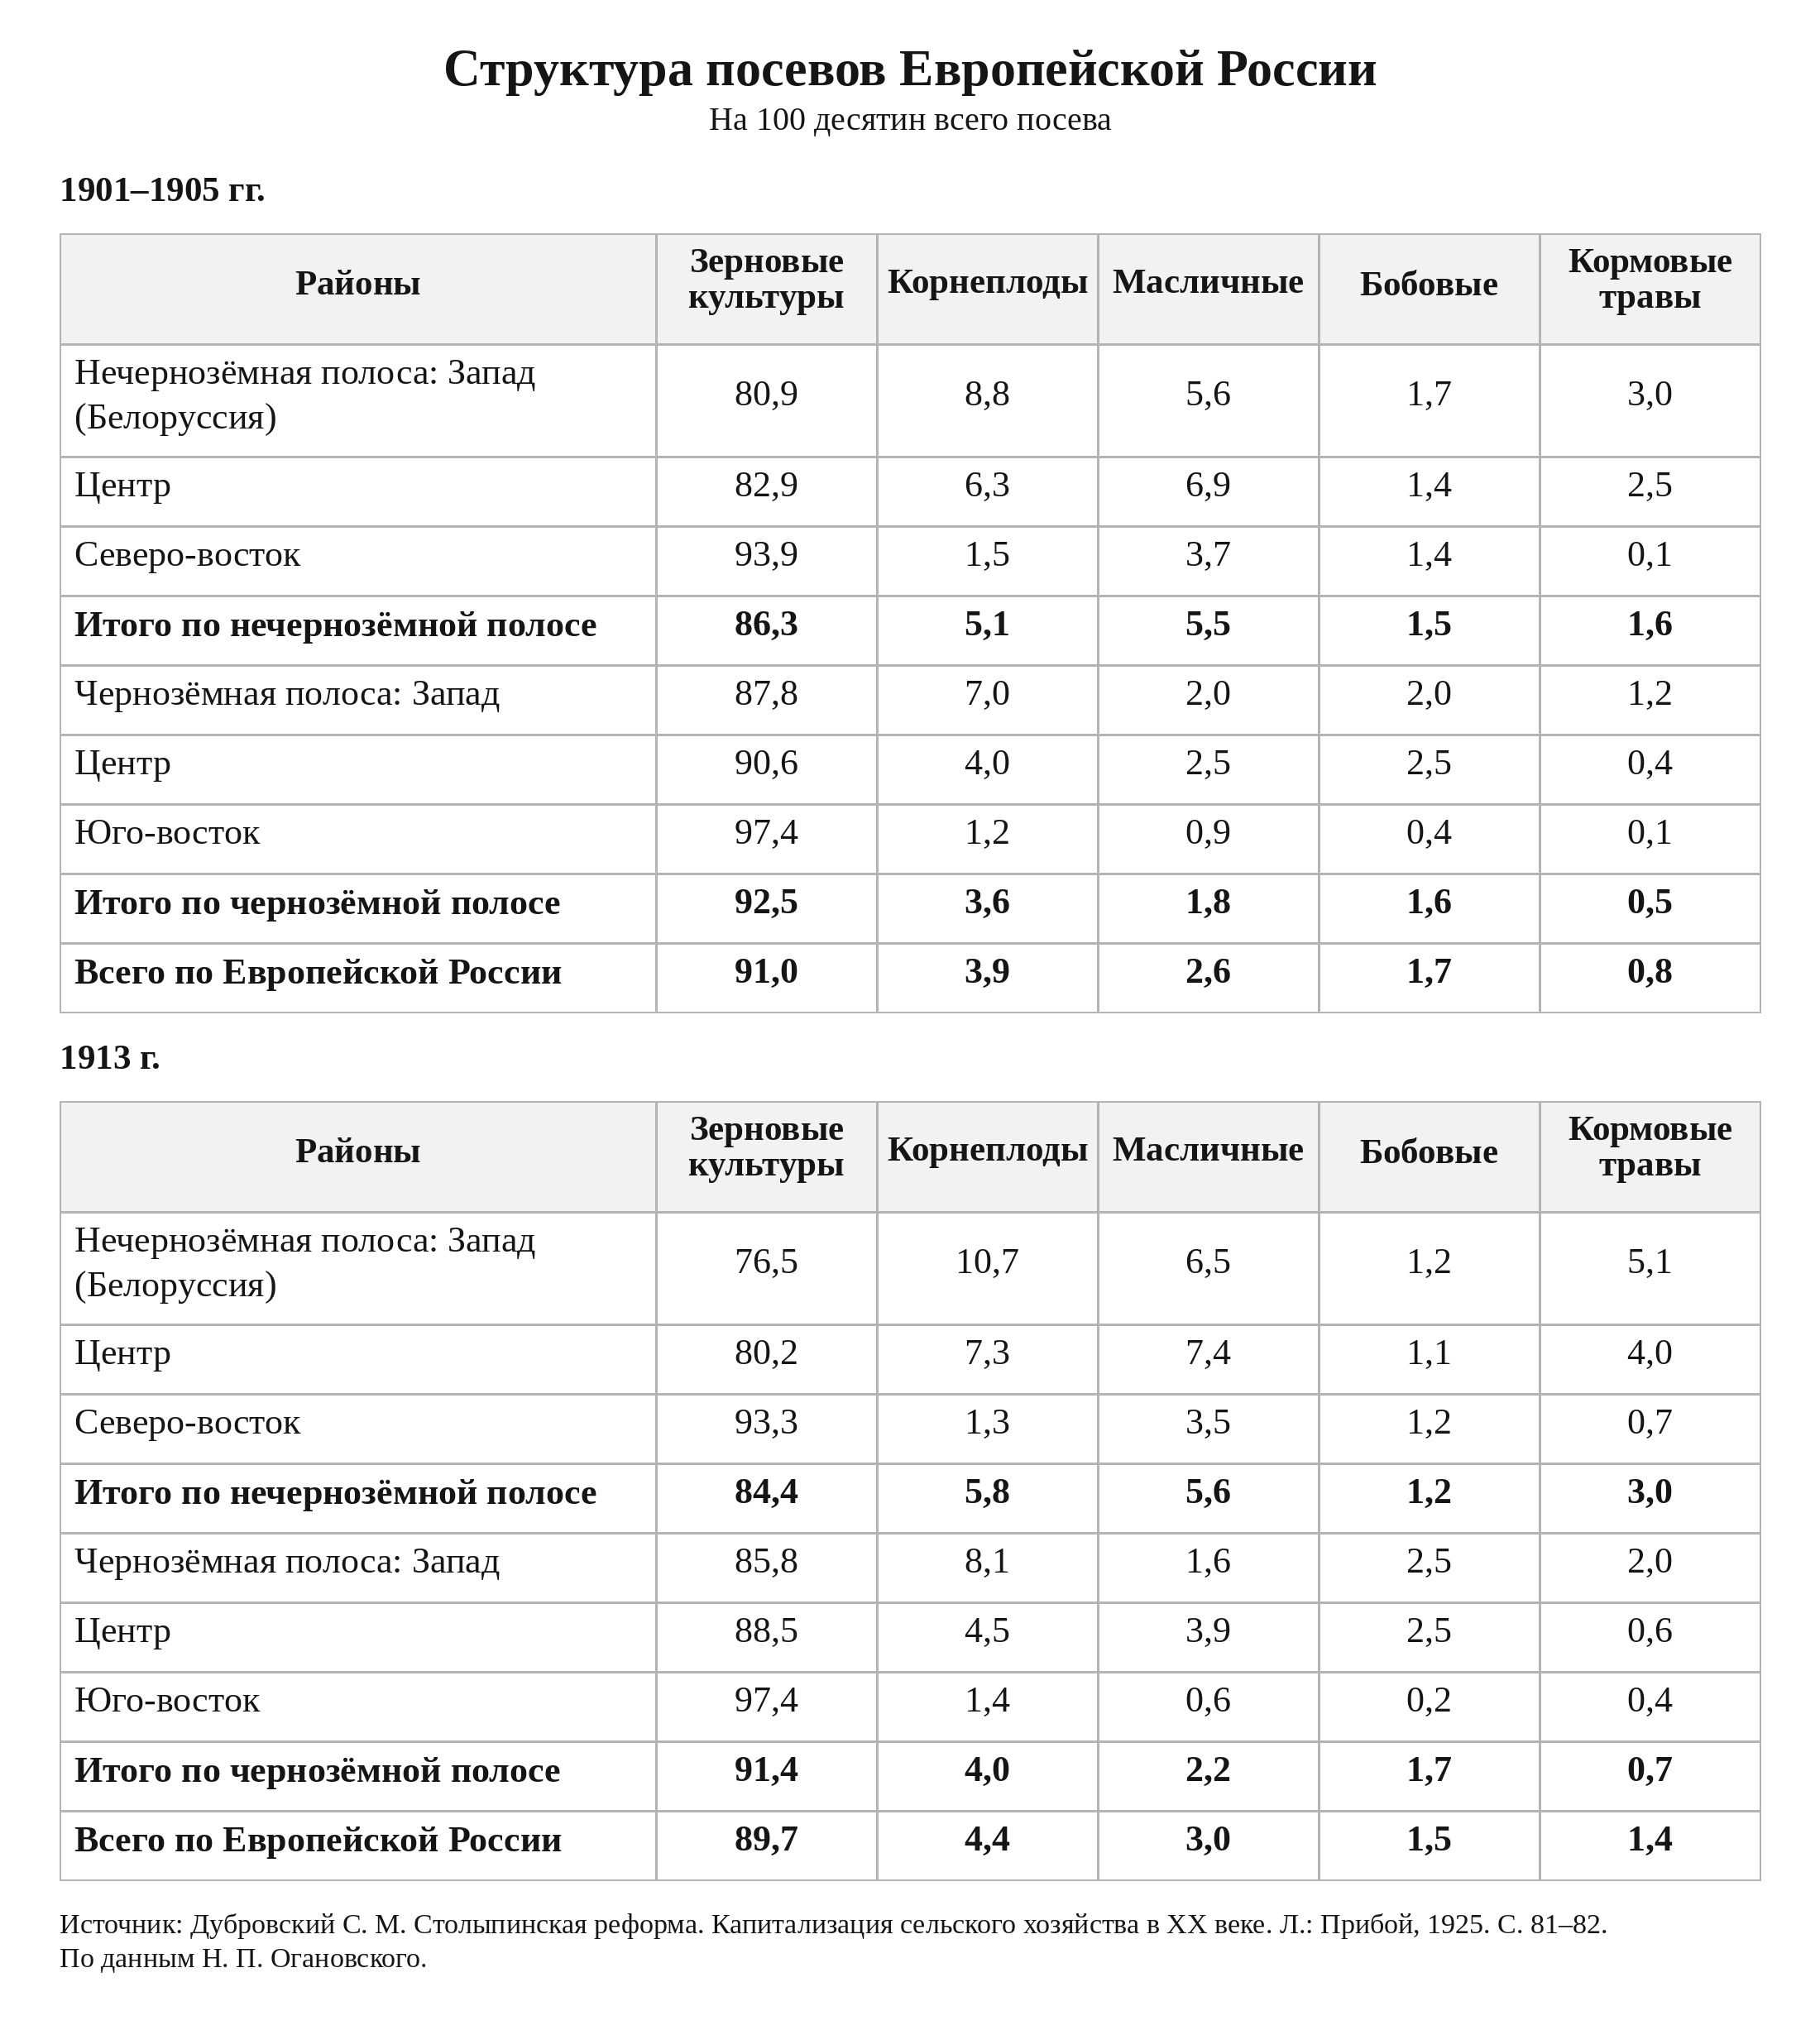 Структура посевов Европейской России
На 100 десятин всего посева
1901–1905 гг.
Районы Зерновые культуры Корнеплоды Масличные Бобовые Кормовые травы
Нечернозёмная полоса: Запад (Белоруссия) 80,9 8,8 5,6 1,7 3,0
Центр 82,9 6,3 6,9 1,4 2,5
Северо-восток 93,9 1,5 3,7 1,4 0,1
Итого по нечернозёмной полосе 86,3 5,1 5,5 1,5 1,6
Чернозёмная полоса: Запад 87,8 7,0 2,0 2,0 1,2
Центр 90,6 4,0 2,5 2,5 0,4
Юго-восток 97,4 1,2 0,9 0,4 0,1
Итого по чернозёмной полосе 92,5 3,6 1,8 1,6 0,5
Всего по Европейской России 91,0 3,9 2,6 1,7 0,8
1913 г.
Районы Зерновые культуры Корнеплоды Масличные Бобовые Кормовые травы
Нечернозёмная полоса: Запад (Белоруссия) 76,5 10,7 6,5 1,2 5,1
Центр 80,2 7,3 7,4 1,1 4,0
Северо-восток 93,3 1,3 3,5 1,2 0,7
Итого по нечернозёмной полосе 84,4 5,8 5,6 1,2 3,0
Чернозёмная полоса: Запад 85,8 8,1 1,6 2,5 2,0
Центр 88,5 4,5 3,9 2,5 0,6
Юго-восток 97,4 1,4 0,6 0,2 0,4
Итого по чернозёмной полосе 91,4 4,0 2,2 1,7 0,7
Всего по Европейской России 89,7 4,4 3,0 1,5 1,4
Источник: Дубровский С. М. Столыпинская реформа. Капитализация сельского хозяйства в XX веке. Л.: Прибой, 1925. С. 81–82.
По данным Н. П. Огановского.